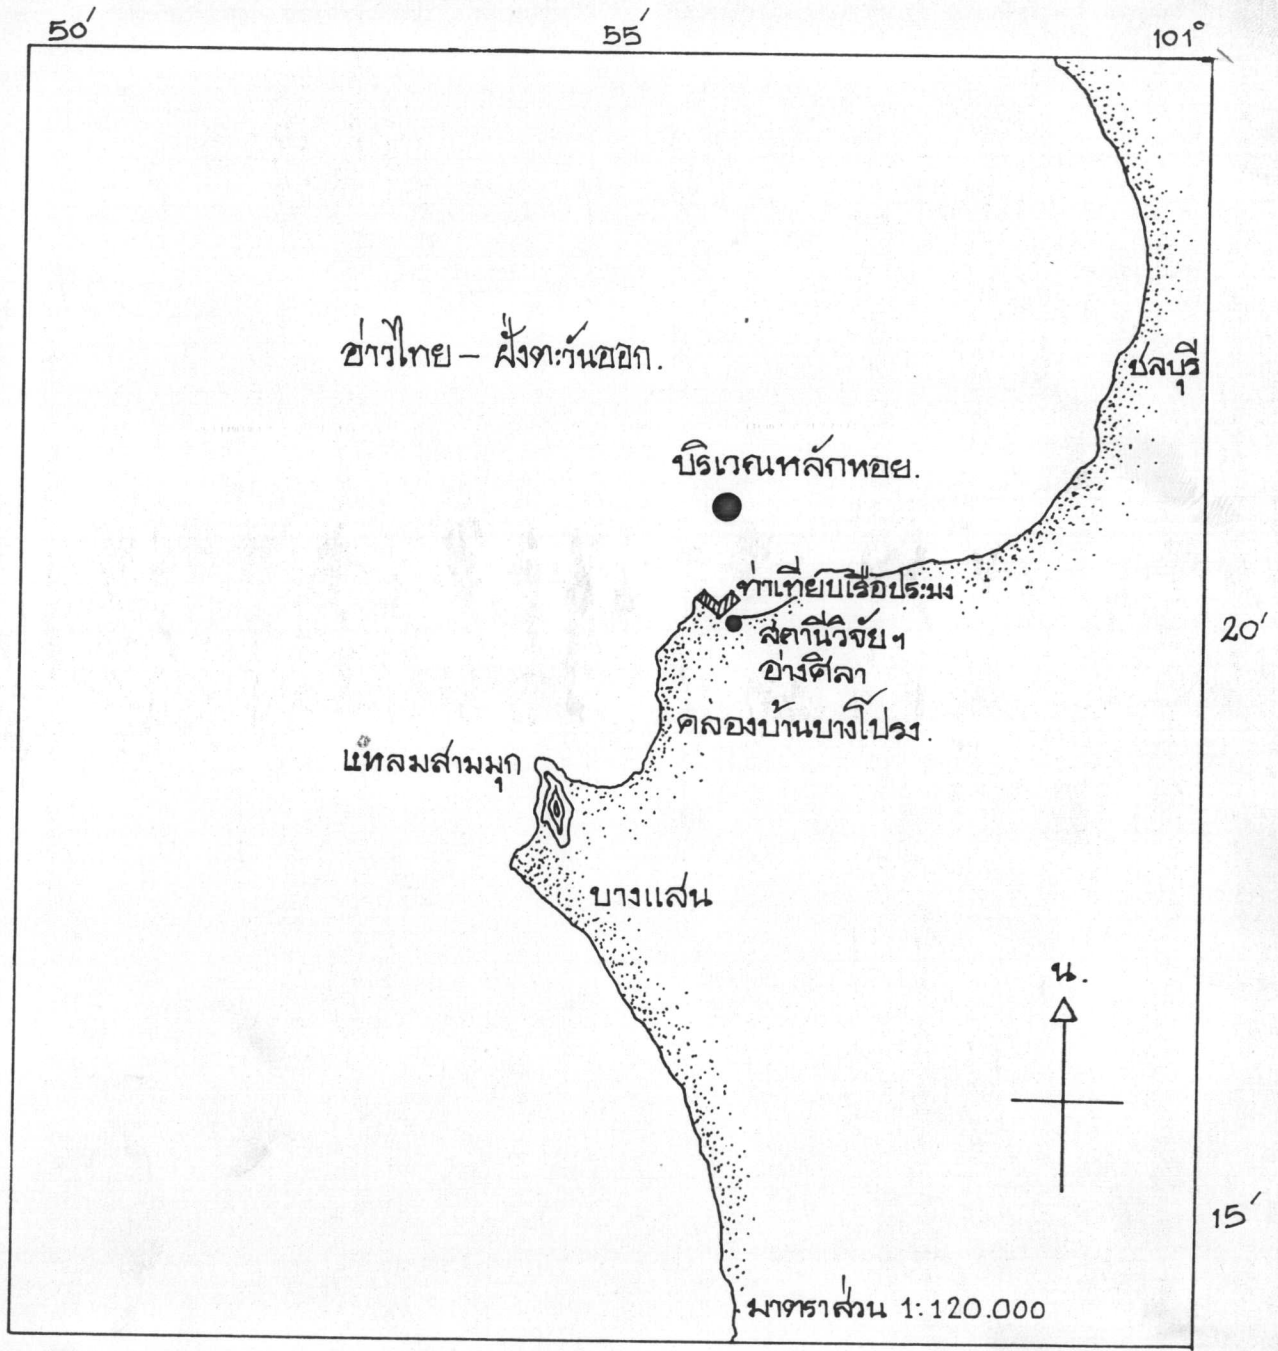 50′ 55′ 101°
อ่าวไทย – ฝั่งตะวันออก.
ชลบุรี
บริเวณหลักหอย.
ท่าเทียบเรือประมง
สถานีวิจัยฯ
อ่างศิลา
20′
คลองบ้านบางโปรง.
แหลมสามมุก
บางแสน
น.
15′
มาตราส่วน 1:120.000